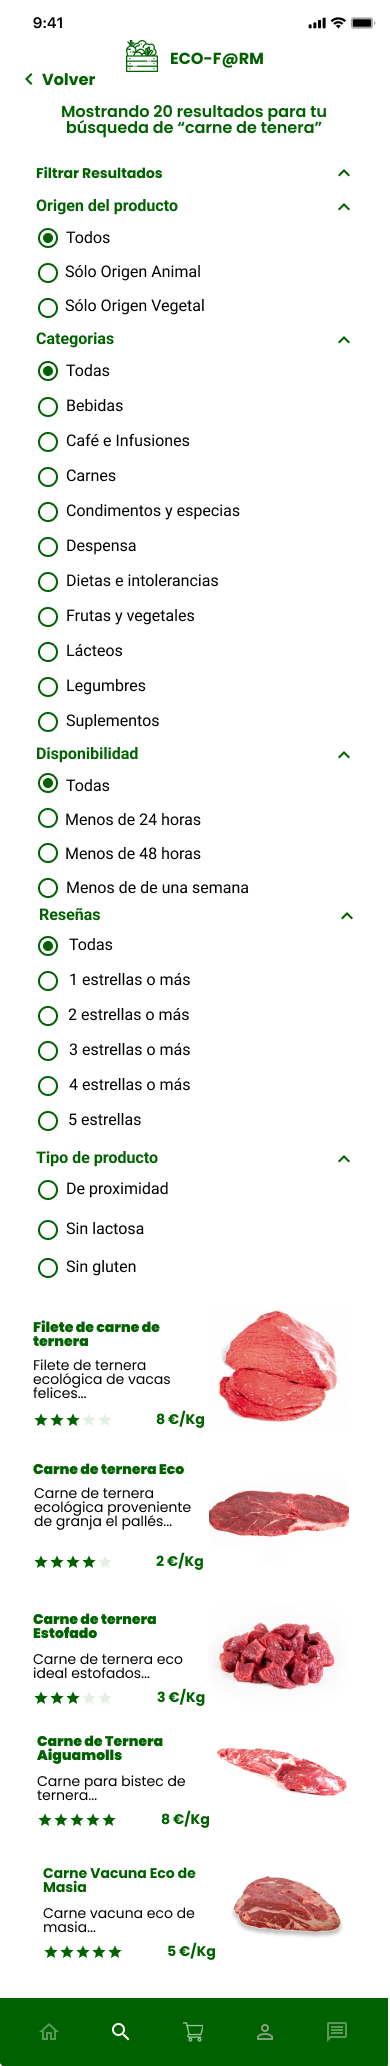 9:41
ECO-F@RM
Volver
Mostrando 20 resultados para tu
búsqueda de “carne de tenera”
Filtrar Resultados
Origen del producto
Todos
Sólo Origen Animal
Sólo Origen Vegetal
Categorias
Todas
Bebidas
Café e Infusiones
Carnes
Condimentos y especias
Despensa
Dietas e intolerancias
Frutas y vegetales
Lácteos
Legumbres
Suplementos
Disponibilidad
Todas
Menos de 24 horas
Menos de 48 horas
Menos de de una semana
Reseñas
Todas
1 estrellas o más
2 estrellas o más
3 estrellas o más
4 estrellas o más
5 estrellas
Tipo de producto
De proximidad
Sin lactosa
Sin gluten
Filete de carne de
ternera
Filete de ternera
ecológica de vacas
felices...
8 €/Kg
Carne de ternera Eco
Carne de ternera
ecológica proveniente
de granja el pallés...
2 €/Kg
Carne de ternera
Estofado
Carne de ternera eco
ideal estofados...
3 €/Kg
Carne de Ternera
Aiguamolls
Carne para bistec de
ternera...
8 €/Kg
Carne Vacuna Eco de
Masia
Carne vacuna eco de
masia...
5 €/Kg